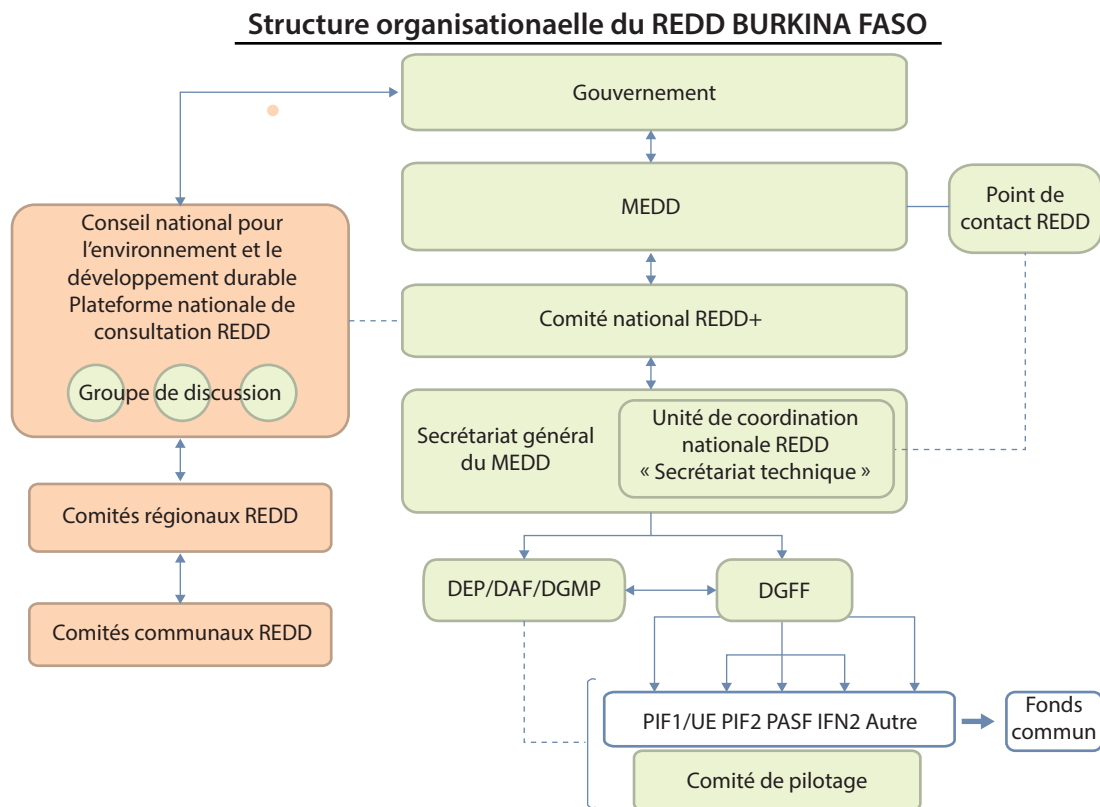 Structure organisationaelle du REDD BURKINA FASO
Gouvernement
MEDD
Point de
contact REDD
Conseil national pour
l'environnement et le
développement durable
Plateforme nationale de
consultation REDD
Groupe de discussion
Comité national REDD+
Secrétariat général
du MEDD
Unité de coordination
nationale REDD
« Secrétariat technique »
Comités régionaux REDD
Comités communaux REDD
DEP/DAF/DGMP
DGFF
PIF1/UE PIF2 PASF IFN2 Autre
Fonds
commun
Comité de pilotage